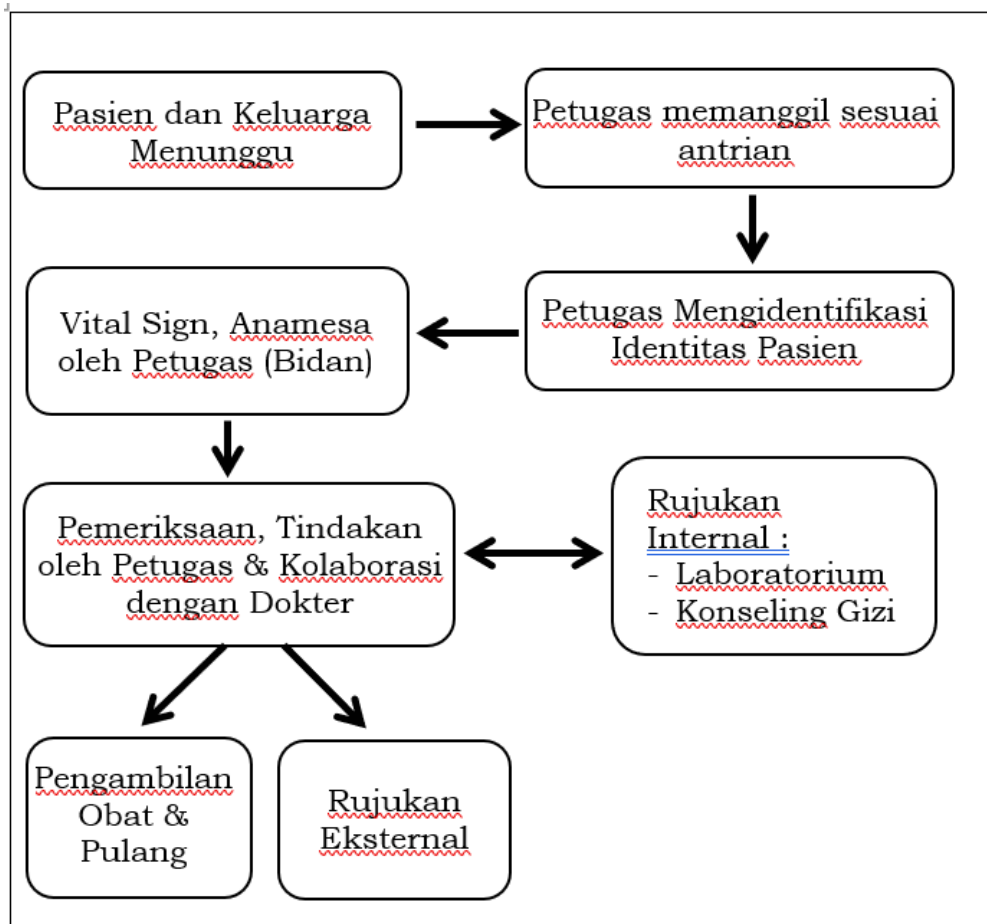 Pasien dan Keluarga
Menunggu
Petugas memanggil sesuai
antrian
Petugas Mengidentifikasi
Identitas Pasien
Vital Sign, Anamesa
oleh Petugas (Bidan)
Pemeriksaan, Tindakan
oleh Petugas & Kolaborasi
dengan Dokter
Rujukan
Internal :
- Laboratorium
- Konseling Gizi
Pengambilan
Obat &
Pulang
Rujukan
Eksternal